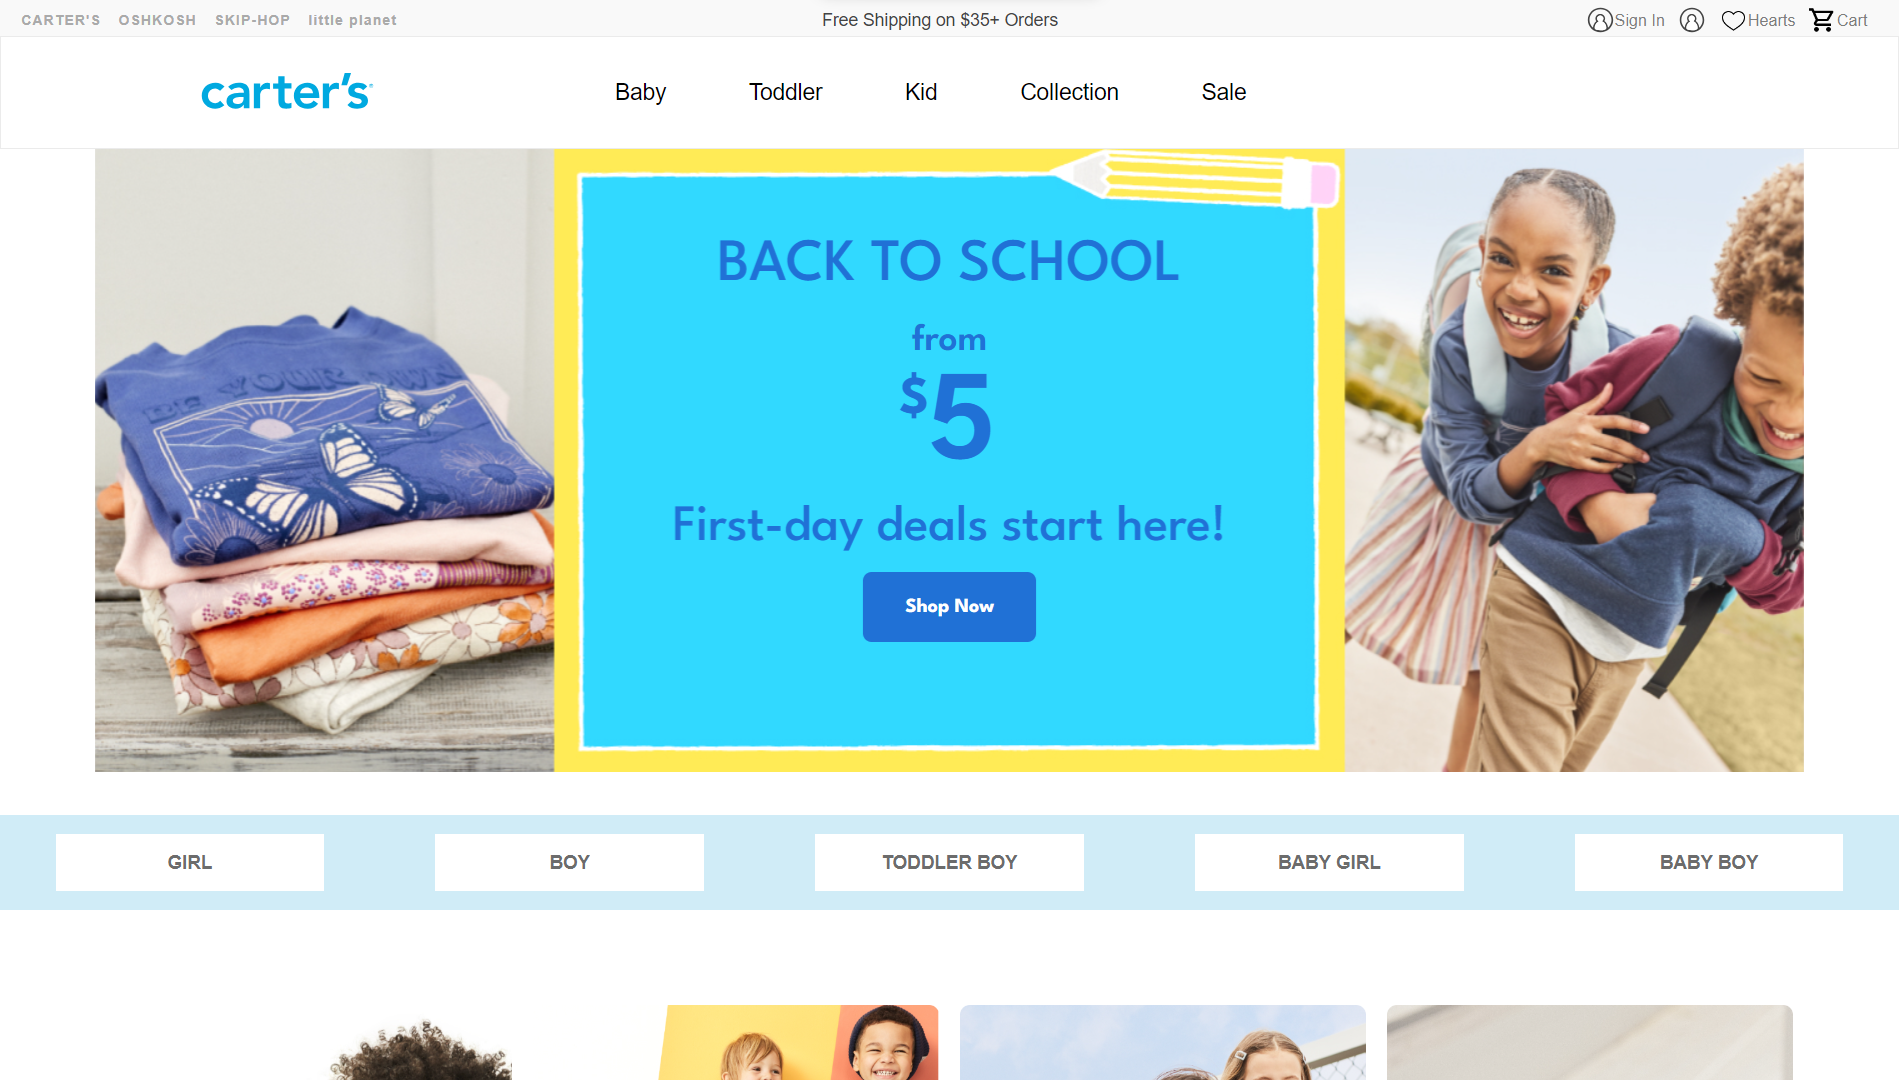 CARTER'S OSHKOSH SKIP-HOP little planet
Free Shipping on $35+ Orders
Sign In Hearts Cart
carter's
Baby Toddler Kid Collection Sale
BE YOUR OWN
BACK TO SCHOOL
from
$5
First-day deals start here!
Shop Now
GIRL BOY TODDLER BOY BABY GIRL BABY BOY